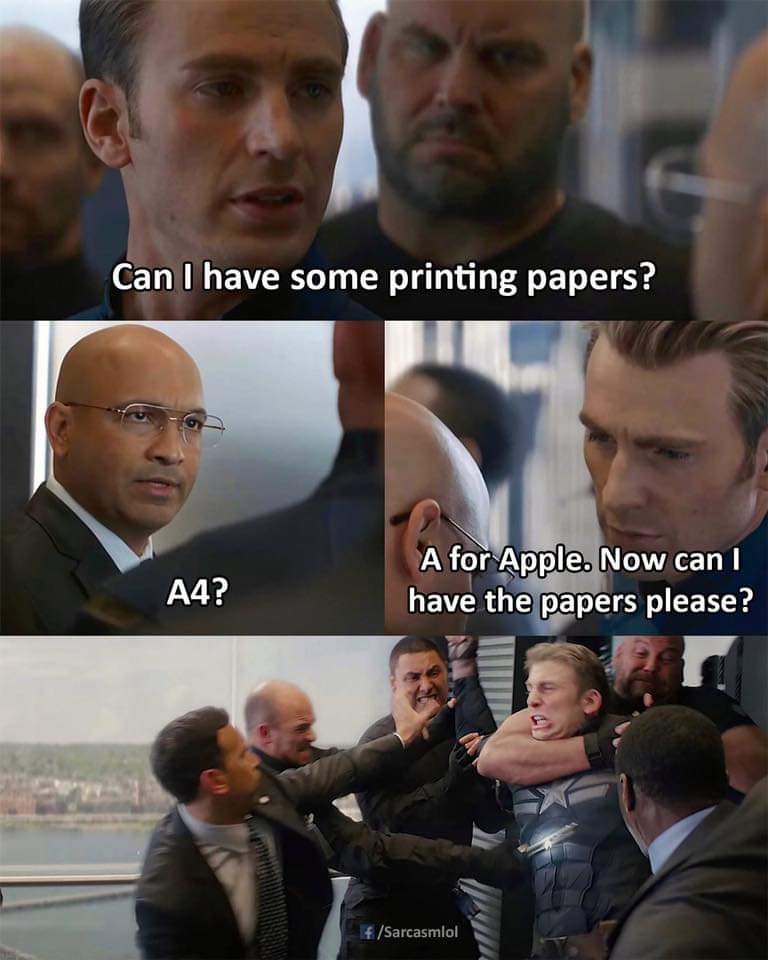 Can I have some printing papers?
A4?
A for Apple. Now can I
have the papers please?
f /Sarcasmlol